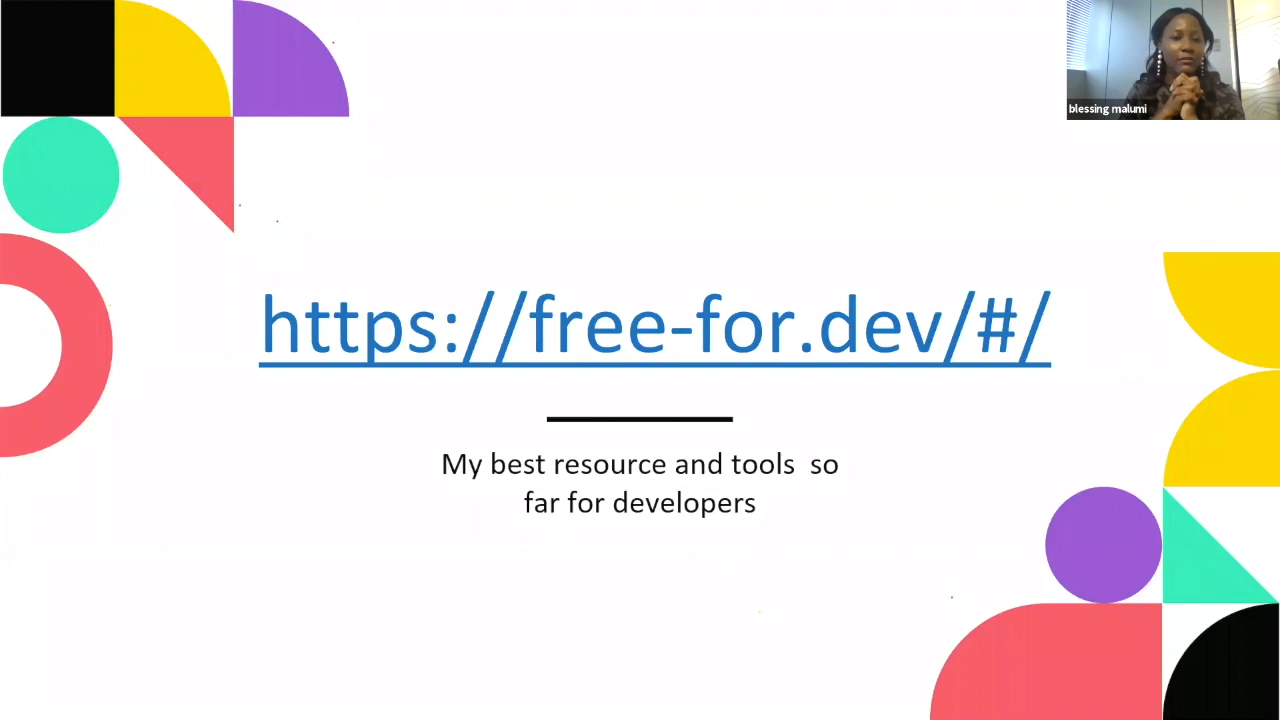 blessing malumi
https://free-for.dev/#/
My best resource and tools  so
far for developers